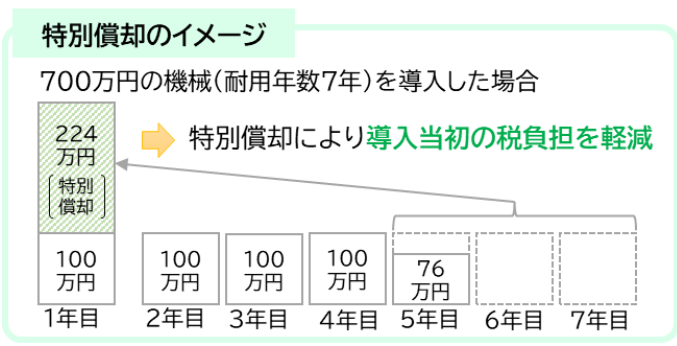 特別償却のイメージ
700万円の機械(耐用年数7年)を導入した場合
224
万円
特別
償却
特別償却により導入当初の税負担を軽減
100
万円
100
万円
100
万円
100
万円
76
万円
1年目
2年目
3年目
4年目
5年目
6年目
7年目